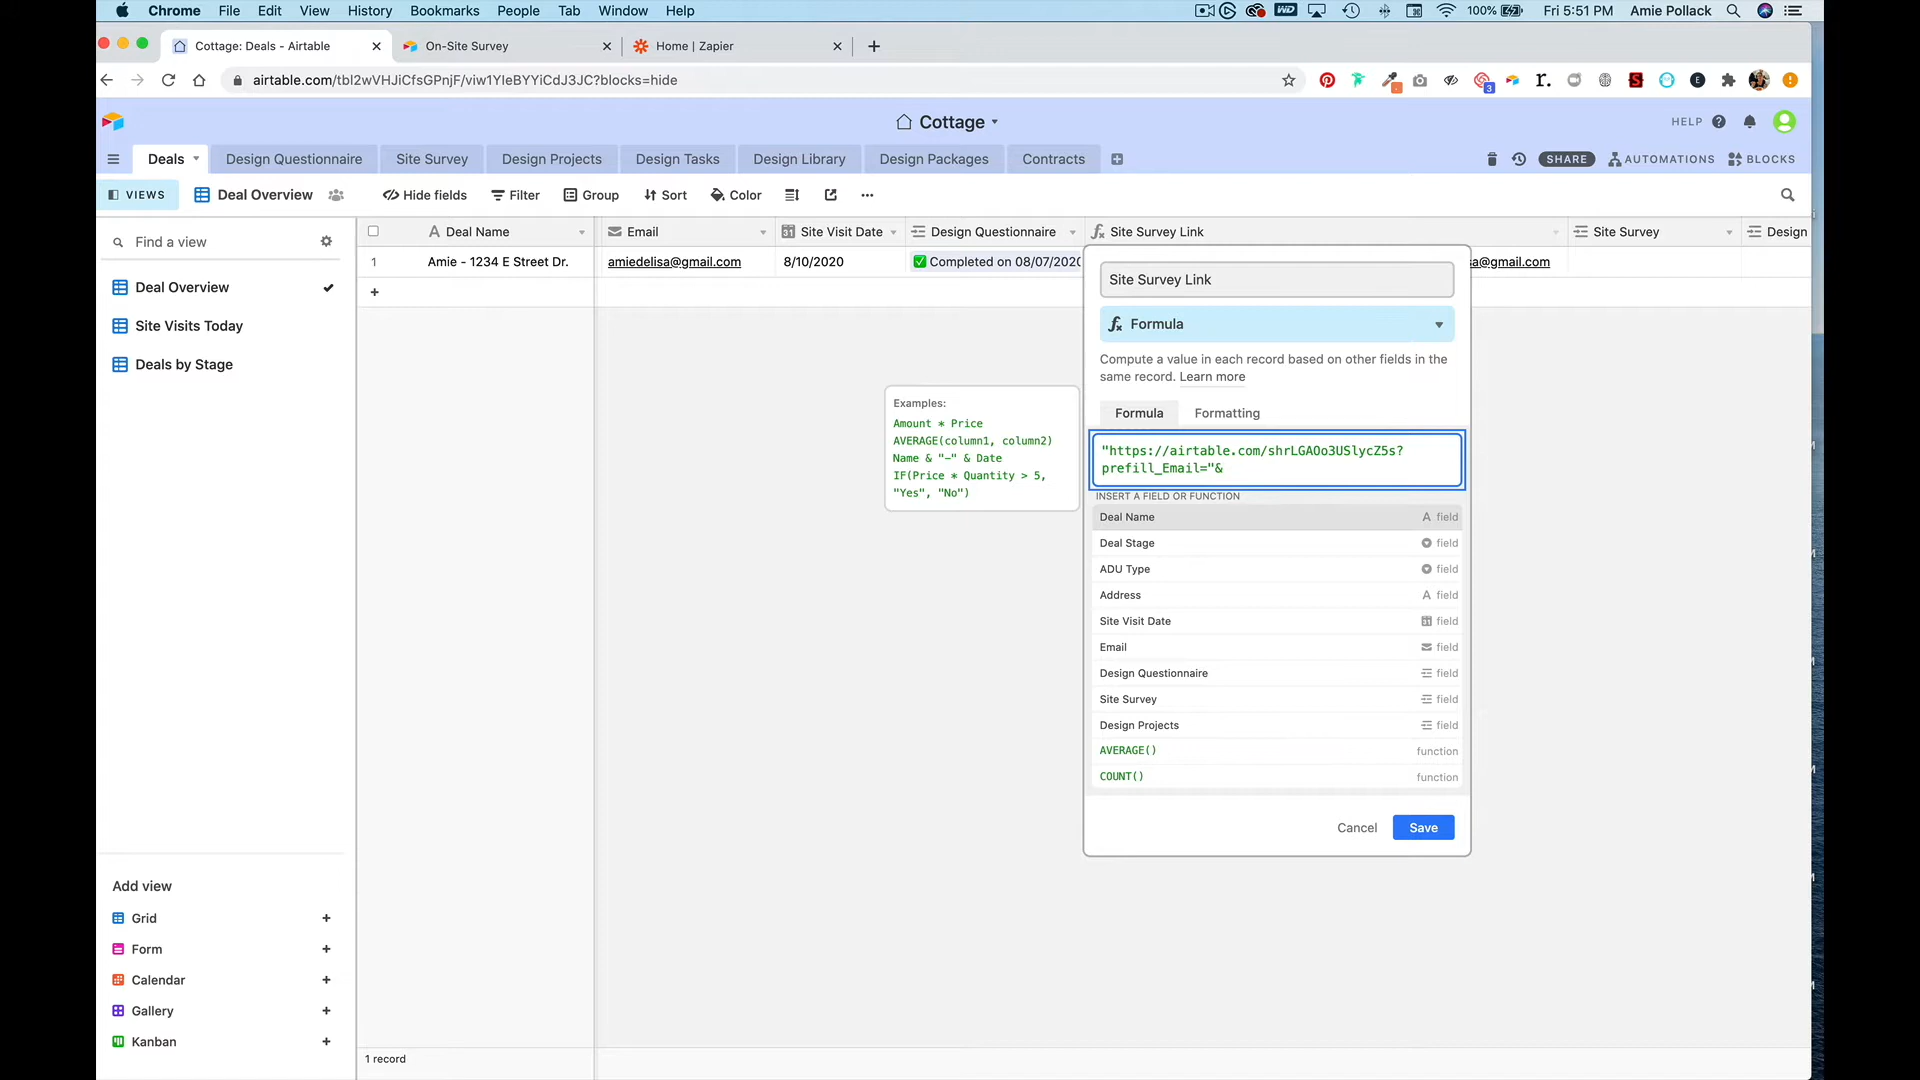 Chrome File Edit View History Bookmarks People Tab Window Help
100% Fri 5:51 PM Amie Pollack
Cottage: Deals - Airtable
On-Site Survey
Home | Zapier
airtable.com/tbl2wVHJiCfsGPnjF/viw1YIeBYYiCdJ3JC?blocks=hide
Cottage
HELP
Deals
Design Questionnaire
Site Survey
Design Projects
Design Tasks
Design Library
Design Packages
Contracts
SHARE
AUTOMATIONS
BLOCKS
VIEWS
Deal Overview
Hide fields
Filter
Group
Sort
Color
Find a view
Deal Overview
Site Visits Today
Deals by Stage
Deal Name
Email
Site Visit Date
Design Questionnaire
Site Survey Link
Site Survey
Design
1
Amie - 1234 E Street Dr.
amiedelisa@gmail.com
8/10/2020
Completed on 08/07/2020
sa@gmail.com
Site Survey Link
Formula
Compute a value in each record based on other fields in the
same record. Learn more
Formula
Formatting
"https://airtable.com/shrLGAOo3USlycZ5s?
prefill_Email="&
Examples:
Amount * Price
AVERAGE(column1, column2)
Name & "-" & Date
IF(Price * Quantity > 5,
"Yes", "No")
INSERT A FIELD OR FUNCTION
Deal Name field
Deal Stage field
ADU Type field
Address field
Site Visit Date field
Email field
Design Questionnaire field
Site Survey field
Design Projects field
AVERAGE() function
COUNT() function
Cancel
Save
Add view
Grid
Form
Calendar
Gallery
Kanban
1 record